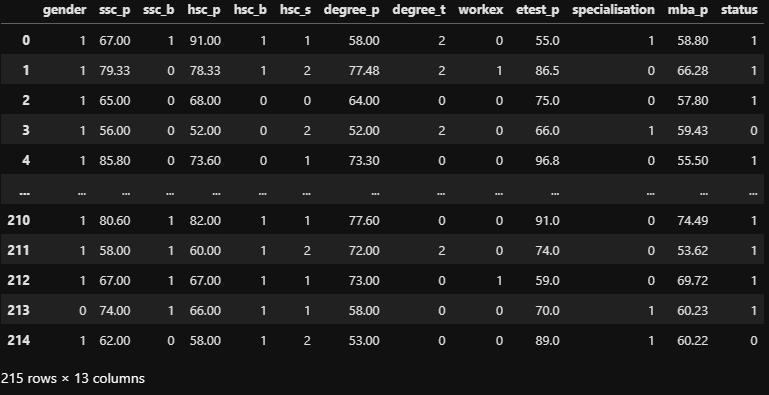 gender ssc_p ssc_b hsc_p hsc_b hsc_s degree_p degree_t workex etest_p specialisation mba_p status
0 1 67.00 1 91.00 1 1 58.00 2 0 55.0 1 58.80 1
1 1 79.33 0 78.33 1 2 77.48 2 1 86.5 0 66.28 1
2 1 65.00 0 68.00 0 0 64.00 0 0 75.0 0 57.80 1
3 1 56.00 0 52.00 0 2 52.00 2 0 66.0 1 59.43 0
4 1 85.80 0 73.60 0 1 73.30 0 0 96.8 0 55.50 1
... ... ... ... ... ... ... ... ... ... ... ... ... ...
210 1 80.60 1 82.00 1 1 77.60 0 0 91.0 0 74.49 1
211 1 58.00 1 60.00 1 2 72.00 2 0 74.0 0 53.62 1
212 1 67.00 1 67.00 1 1 73.00 0 1 59.0 0 69.72 1
213 0 74.00 1 66.00 1 1 58.00 0 0 70.0 1 60.23 1
214 1 62.00 0 58.00 1 2 53.00 0 0 89.0 1 60.22 0
215 rows × 13 columns